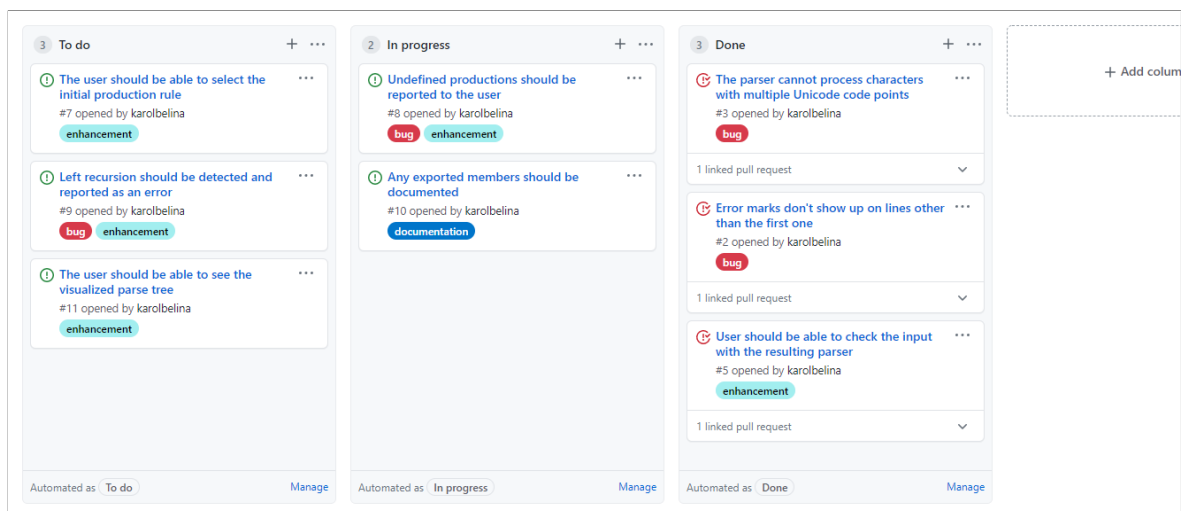 3 To do
The user should be able to select the
initial production rule
#7 opened by karolbelina
enhancement
Left recursion should be detected and
reported as an error
#9 opened by karolbelina
bug enhancement
The user should be able to see the
visualized parse tree
#11 opened by karolbelina
enhancement
Automated as To do Manage
2 In progress
Undefined productions should be
reported to the user
#8 opened by karolbelina
bug enhancement
Any exported members should be
documented
#10 opened by karolbelina
documentation
Automated as In progress Manage
3 Done
The parser cannot process characters
with multiple Unicode code points
#3 opened by karolbelina
bug
1 linked pull request
Error marks don't show up on lines other
than the first one
#2 opened by karolbelina
bug
1 linked pull request
User should be able to check the input
with the resulting parser
#5 opened by karolbelina
enhancement
1 linked pull request
Automated as Done Manage
+ Add colum